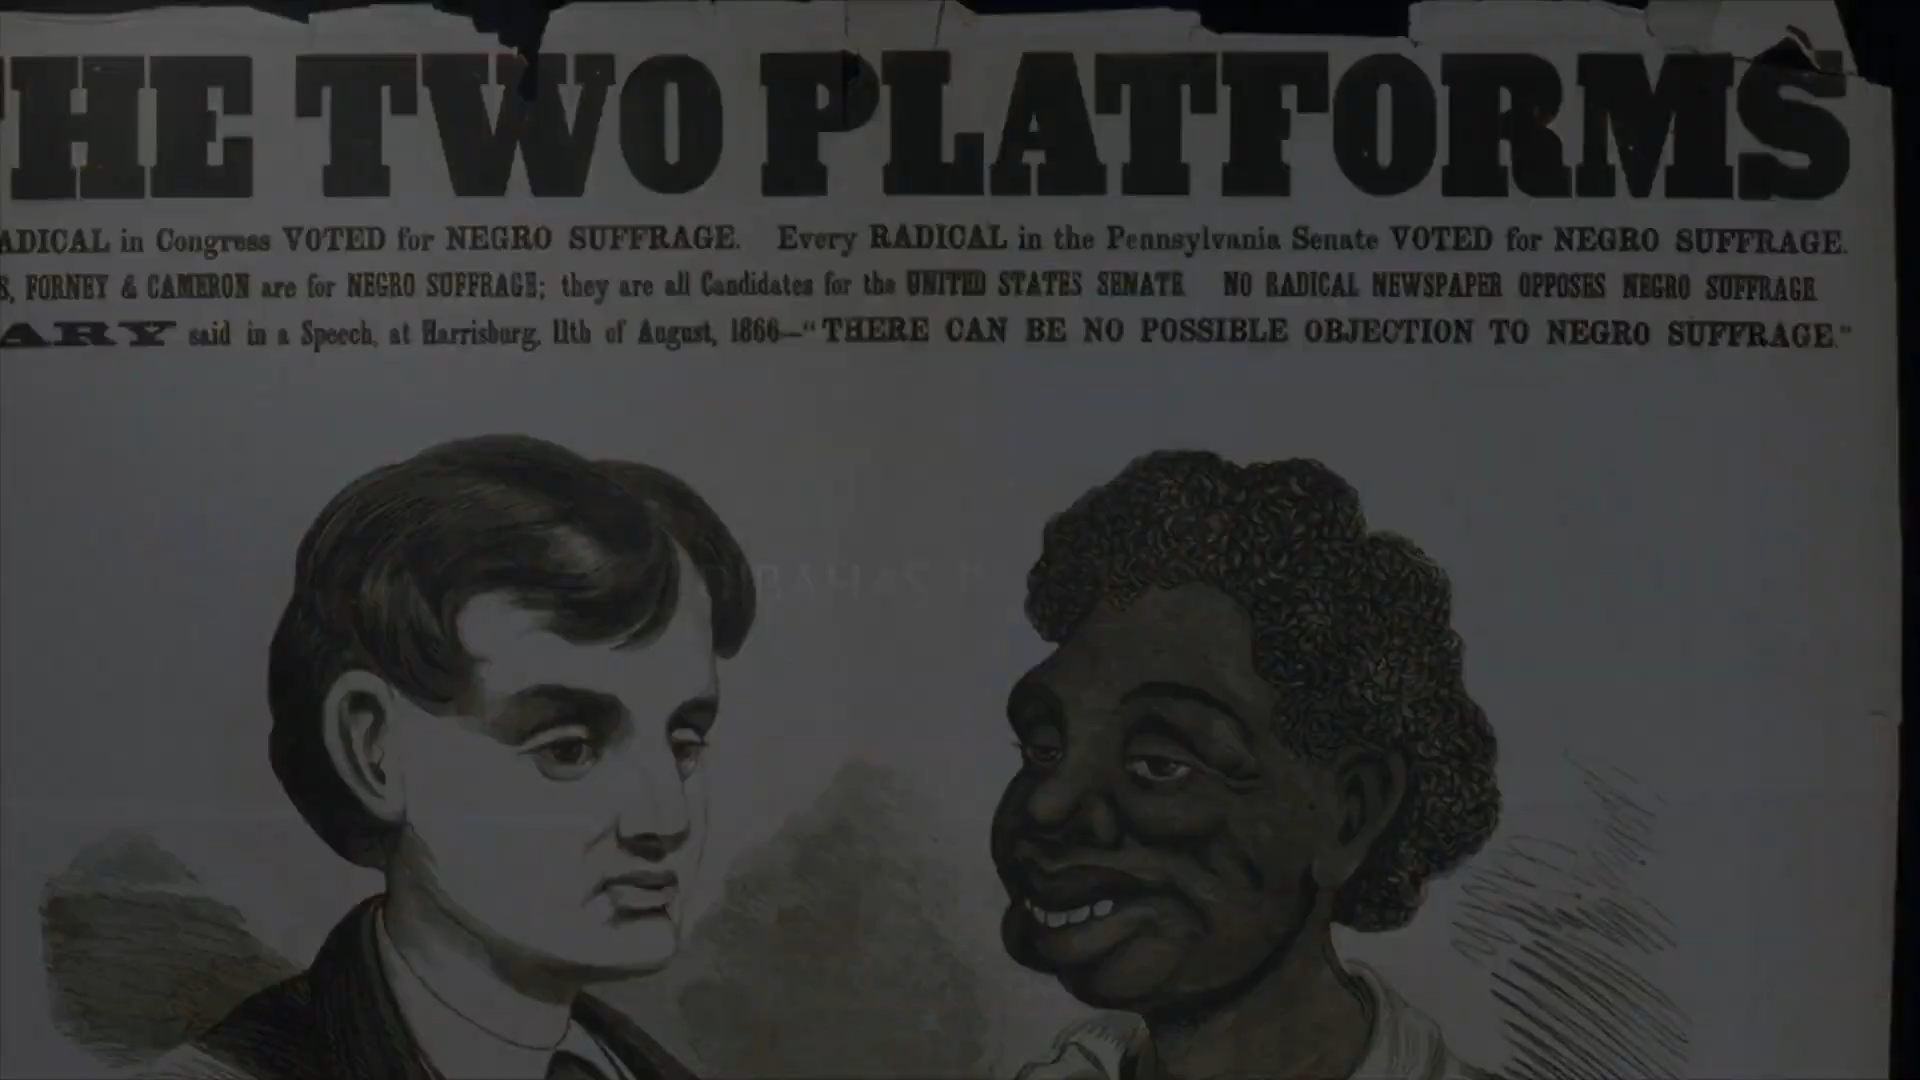 HE TWO PLATFORMS
ADICAL in Congress VOTED for NEGRO SUFFRAGE. Every RADICAL in the Pennsylvania Senate VOTED for NEGRO SUFFRAGE.
S, FORNEY & CAMERON are for NEGRO SUFFRAGE; they are all Candidates for the UNITED STATES SENATE NO RADICAL NEWSPAPER OPPOSES NEGRO SUFFRAGE
ARY said in a Speech, at Harrisburg, 11th of August, 1866—"THERE CAN BE NO POSSIBLE OBJECTION TO NEGRO SUFFRAGE."